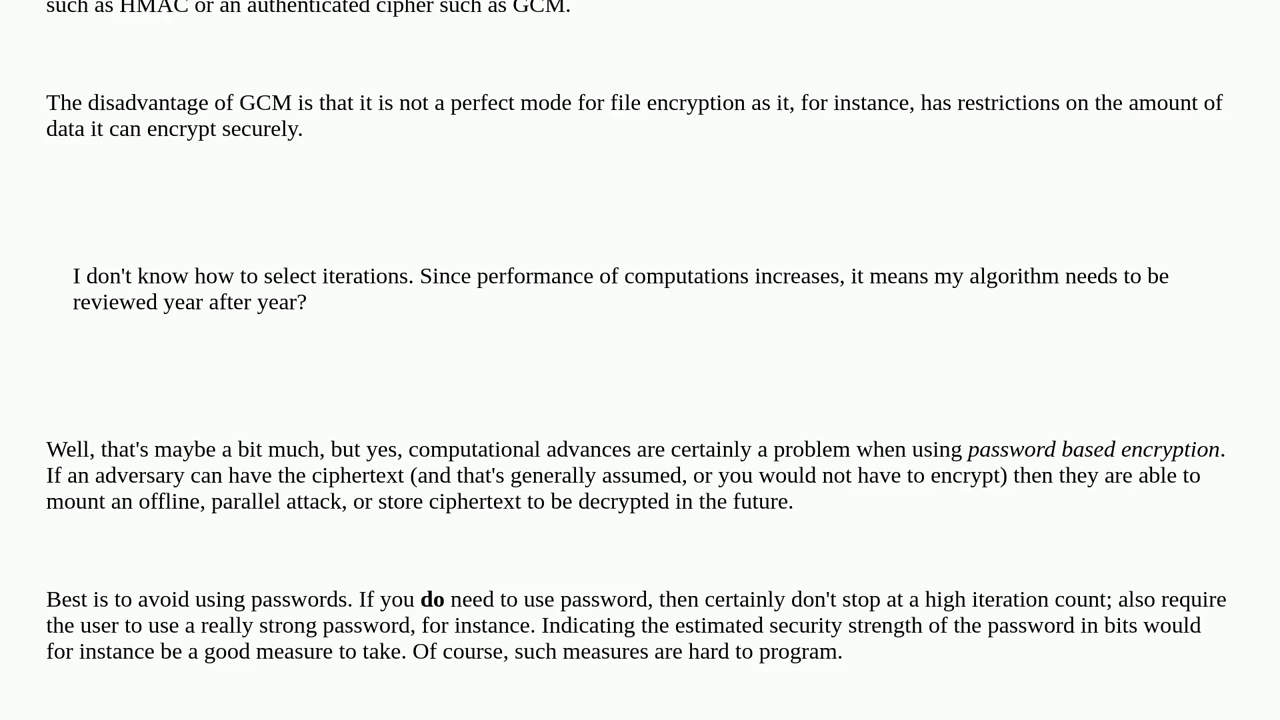 such as HMAC or an authenticated cipher such as GCM.
The disadvantage of GCM is that it is not a perfect mode for file encryption as it, for instance, has restrictions on the amount of
data it can encrypt securely.
I don't know how to select iterations. Since performance of computations increases, it means my algorithm needs to be
reviewed year after year?
Well, that's maybe a bit much, but yes, computational advances are certainly a problem when using password based encryption.
If an adversary can have the ciphertext (and that's generally assumed, or you would not have to encrypt) then they are able to
mount an offline, parallel attack, or store ciphertext to be decrypted in the future.
Best is to avoid using passwords. If you do need to use password, then certainly don't stop at a high iteration count; also require
the user to use a really strong password, for instance. Indicating the estimated security strength of the password in bits would
for instance be a good measure to take. Of course, such measures are hard to program.